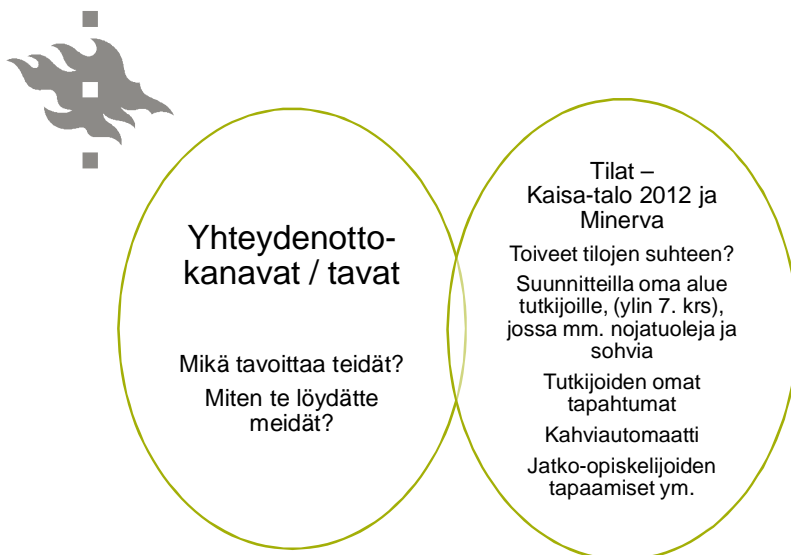 Yhteydenotto-
kanavat / tavat
Mikä tavoittaa teidät?
Miten te löydätte
meidät?
Tilat –
Kaisa-talo 2012 ja
Minerva
Toiveet tilojen suhteen?
Suunnitteilla oma alue
tutkijoille, (ylin 7. krs),
jossa mm. nojatuoleja ja
sohvia
Tutkijoiden omat
tapahtumat
Kahviautomaatti
Jatko-opiskelijoiden
tapaamiset ym.